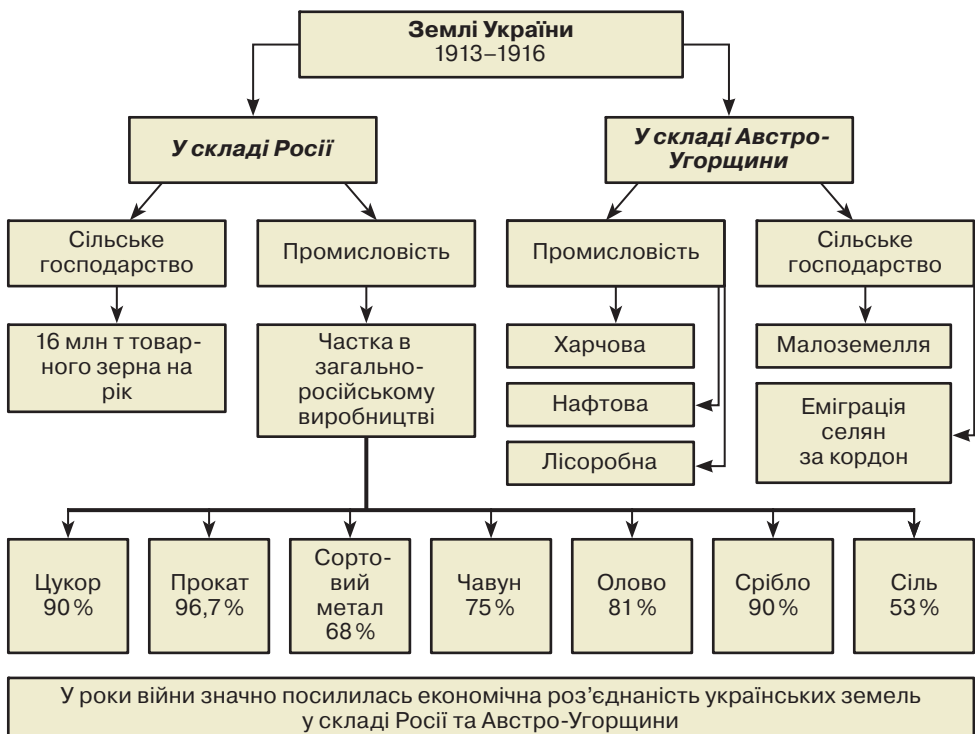 Землі України
1913–1916
У складі Росії
У складі Австро-
Угорщини
Сільське
господарство
Промисловість
Промисловість
Сільське
господарство
16 млн т товар-
ного зерна на
рік
Частка в
загально-
російському
виробництві
Харчова
Нафтова
Лісоробна
Малоземелля
Еміграція
селян
за кордон
Цукор
90 %
Прокат
96,7 %
Сорто-
вий
метал
68 %
Чавун
75 %
Олово
81 %
Срібло
90 %
Сіль
53 %
У роки війни значно посилилась економічна роз’єднаність українських земель
у складі Росії та Австро-Угорщини